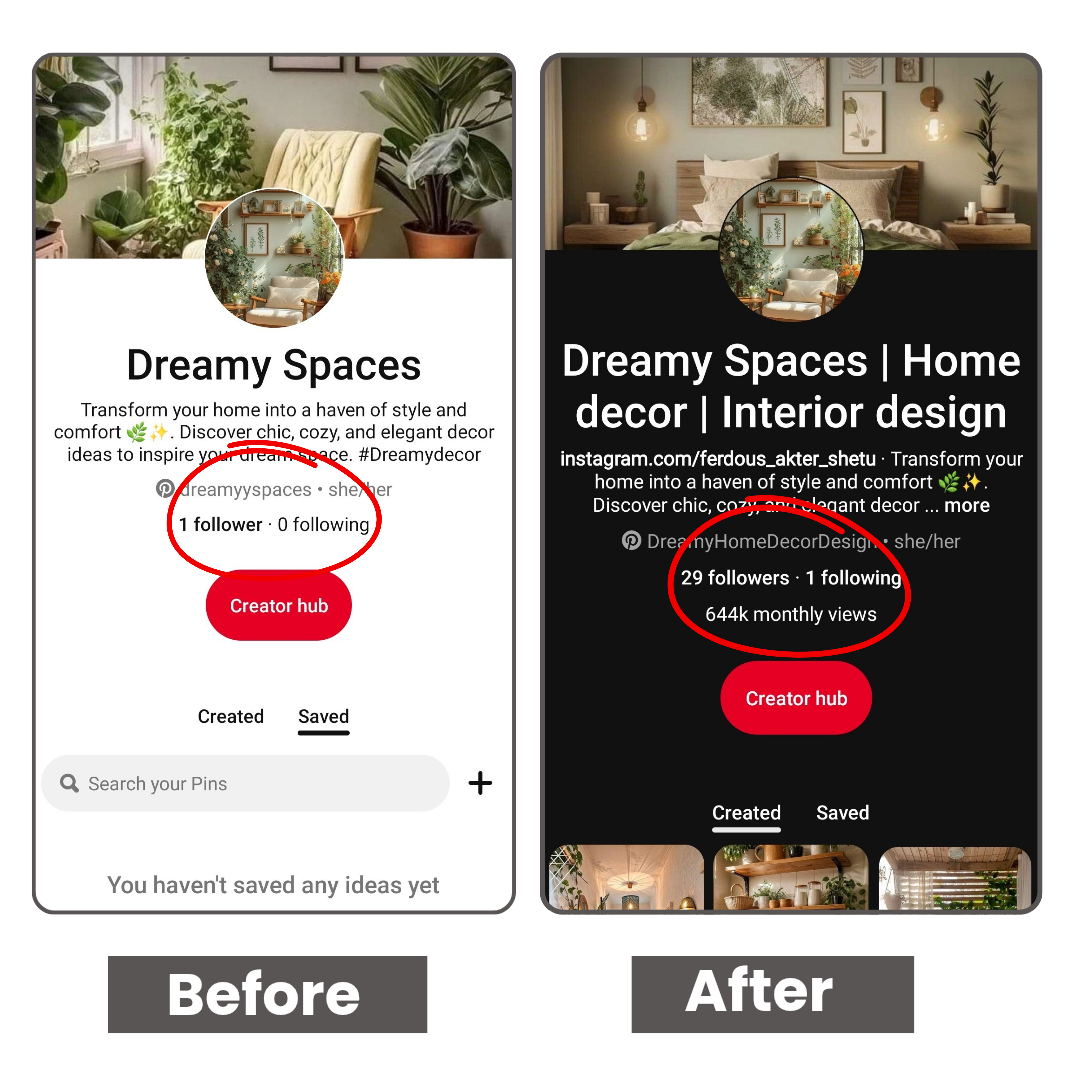 Dreamy Spaces
Transform your home into a haven of style and
comfort 🌿✨. Discover chic, cozy, and elegant decor
ideas to inspire your dream space. #Dreamydecor
dreamyyspaces • she/her
1 follower · 0 following
Creator hub
Created Saved
Search your Pins
You haven't saved any ideas yet
Before
Dreamy Spaces | Home
decor | Interior design
instagram.com/ferdous_akter_shetu · Transform your
home into a haven of style and comfort 🌿✨.
Discover chic, cozy, and elegant decor ... more
DreamyHomeDecorDesign • she/her
29 followers · 1 following
644k monthly views
Creator hub
Created Saved
After